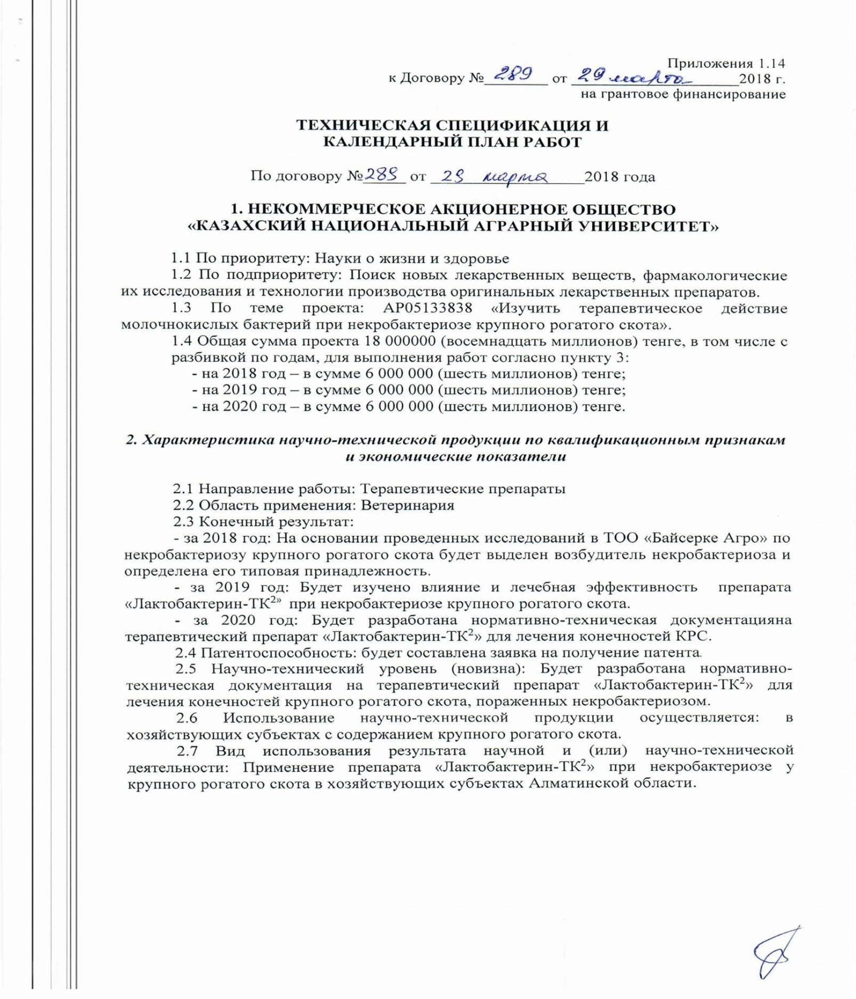 Приложения 1.14
к Договору № 289 от 29 марта 2018 г.
на грантовое финансирование
ТЕХНИЧЕСКАЯ СПЕЦИФИКАЦИЯ И
КАЛЕНДАРНЫЙ ПЛАН РАБОТ
По договору №289 от 29 марта 2018 года
1. НЕКОММЕРЧЕСКОЕ АКЦИОНЕРНОЕ ОБЩЕСТВО
«КАЗАХСКИЙ НАЦИОНАЛЬНЫЙ АГРАРНЫЙ УНИВЕРСИТЕТ»
1.1 По приоритету: Науки о жизни и здоровье
1.2 По подприоритету: Поиск новых лекарственных веществ, фармакологические
их исследования и технологии производства оригинальных лекарственных препаратов.
1.3 По теме проекта: АР05133838 «Изучить терапевтическое действие
молочнокислых бактерий при некробактериозе крупного рогатого скота».
1.4 Общая сумма проекта 18 000000 (восемнадцать миллионов) тенге, в том числе с
разбивкой по годам, для выполнения работ согласно пункту 3:
- на 2018 год – в сумме 6 000 000 (шесть миллионов) тенге;
- на 2019 год – в сумме 6 000 000 (шесть миллионов) тенге;
- на 2020 год – в сумме 6 000 000 (шесть миллионов) тенге.
2. Характеристика научно-технической продукции по квалификационным признакам
и экономические показатели
2.1 Направление работы: Терапевтические препараты
2.2 Область применения: Ветеринария
2.3 Конечный результат:
- за 2018 год: На основании проведенных исследований в ТОО «Байсерке Агро» по
некробактериозу крупного рогатого скота будет выделен возбудитель некробактериоза и
определена его типовая принадлежность.
- за 2019 год: Будет изучено влияние и лечебная эффективность препарата
«Лактобактерин-ТК²» при некробактериозе крупного рогатого скота.
- за 2020 год: Будет разработана нормативно-техническая документацияна
терапевтический препарат «Лактобактерин-ТК²» для лечения конечностей КРС.
2.4 Патентоспособность: будет составлена заявка на получение патента.
2.5 Научно-технический уровень (новизна): Будет разработана нормативно-
техническая документация на терапевтический препарат «Лактобактерин-ТК²» для
лечения конечностей крупного рогатого скота, пораженных некробактериозом.
2.6 Использование научно-технической продукции осуществляется: в
хозяйствующих субъектах с содержанием крупного рогатого скота.
2.7 Вид использования результата научной и (или) научно-технической
деятельности: Применение препарата «Лактобактерин-ТК²» при некробактериозе у
крупного рогатого скота в хозяйствующих субъектах Алматинской области.